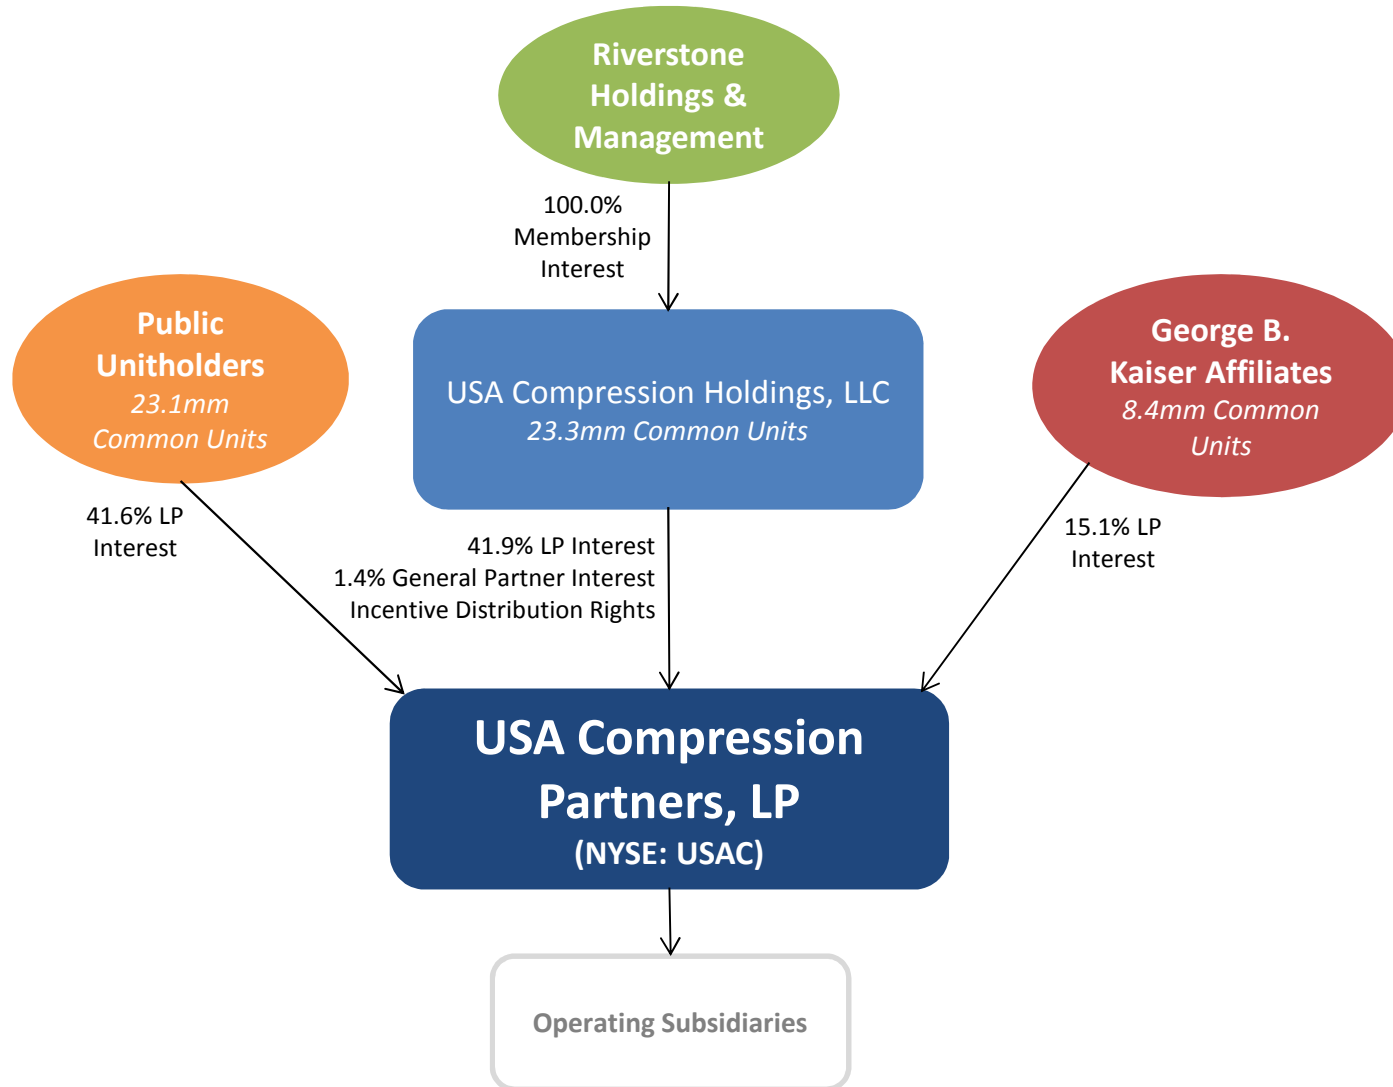 Riverstone
Holdings &
Management
100.0%
Membership
Interest
Public
Unitholders
23.1mm
Common Units
USA Compression Holdings, LLC
23.3mm Common Units
George B.
Kaiser Affiliates
8.4mm Common
Units
41.6% LP
Interest
41.9% LP Interest
1.4% General Partner Interest
Incentive Distribution Rights
15.1% LP
Interest
USA Compression
Partners, LP
(NYSE: USAC)
Operating Subsidiaries